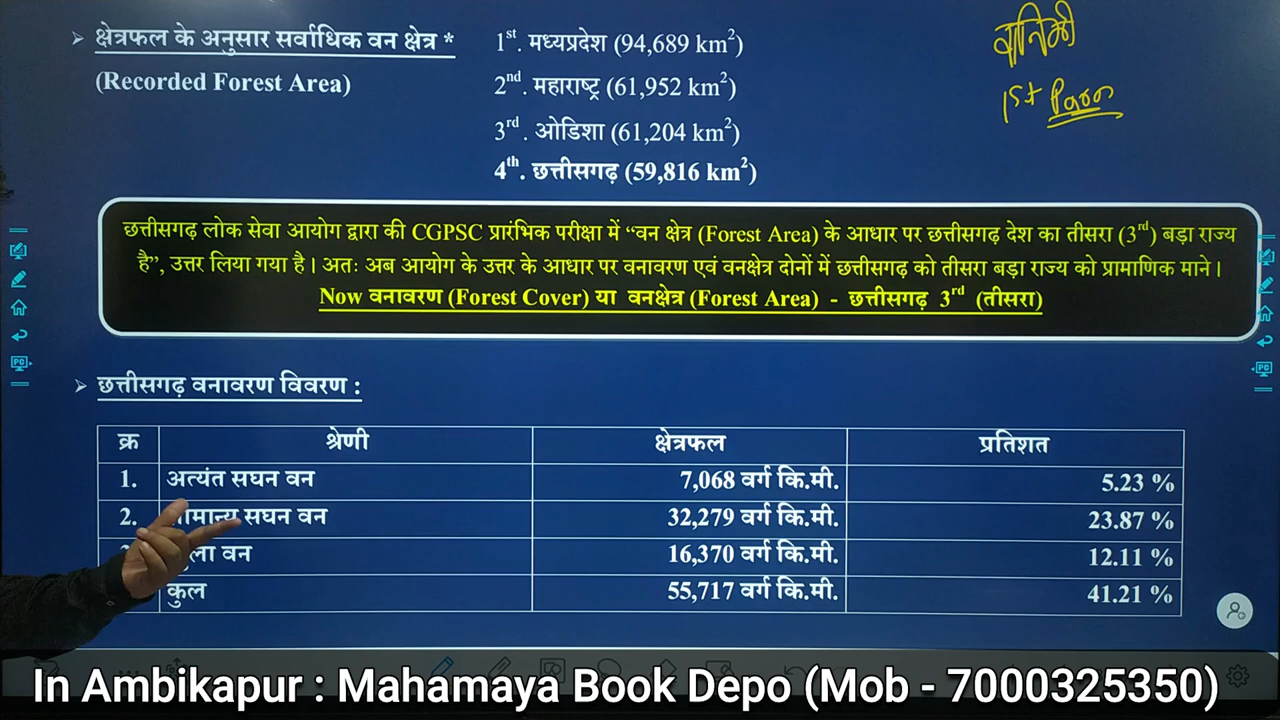 ➢ क्षेत्रफल के अनुसार सर्वाधिक वन क्षेत्र * 1st. मध्यप्रदेश (94,689 km²)
(Recorded Forest Area) 2nd. महाराष्ट्र (61,952 km²)
3rd. ओडिशा (61,204 km²)
4th. छत्तीसगढ़ (59,816 km²)
वानिकी
1st
छत्तीसगढ़ लोक सेवा आयोग द्वारा की CGPSC प्रारंभिक परीक्षा में “वन क्षेत्र (Forest Area) के आधार पर छत्तीसगढ़ देश का तीसरा (3rd) बड़ा राज्य
है”, उत्तर लिया गया है। अतः अब आयोग के उत्तर के आधार पर वनावरण एवं वनक्षेत्र दोनों में छत्तीसगढ़ को तीसरा बड़ा राज्य को प्रामाणिक माने।
Now वनावरण (Forest Cover) या वनक्षेत्र (Forest Area) - छत्तीसगढ़ 3rd (तीसरा)
➢ छत्तीसगढ़ वनावरण विवरण :
क्र श्रेणी क्षेत्रफल प्रतिशत
1. अत्यंत सघन वन 7,068 वर्ग कि.मी. 5.23 %
2. सघन वन 32,279 वर्ग कि.मी. 23.87 %
वन 16,370 वर्ग कि.मी. 12.11 %
कुल 55,717 वर्ग कि.मी. 41.21 %
In Ambikapur : Mahamaya Book Depo (Mob - 7000325350)